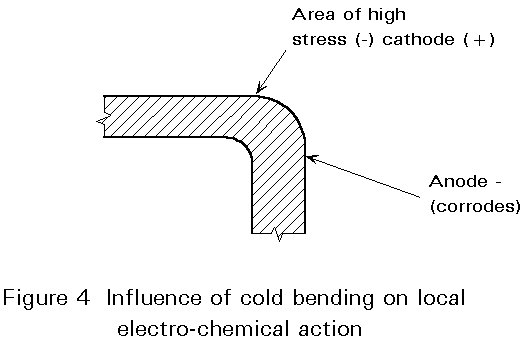 Area of high
stress (-) cathode (+)
Anode -
(corrodes)
Figure 4 Influence of cold bending on local
electro-chemical action